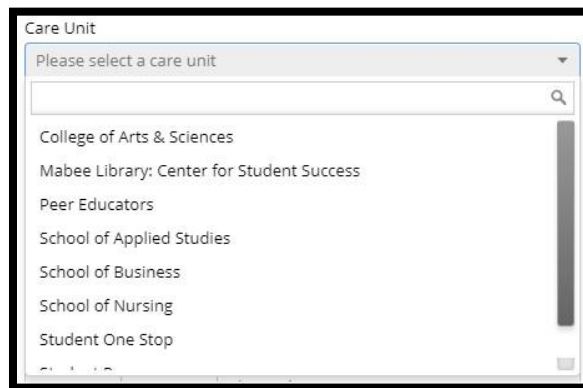 Care Unit
Please select a care unit
College of Arts & Sciences
Mabee Library: Center for Student Success
Peer Educators
School of Applied Studies
School of Business
School of Nursing
Student One Stop
Student